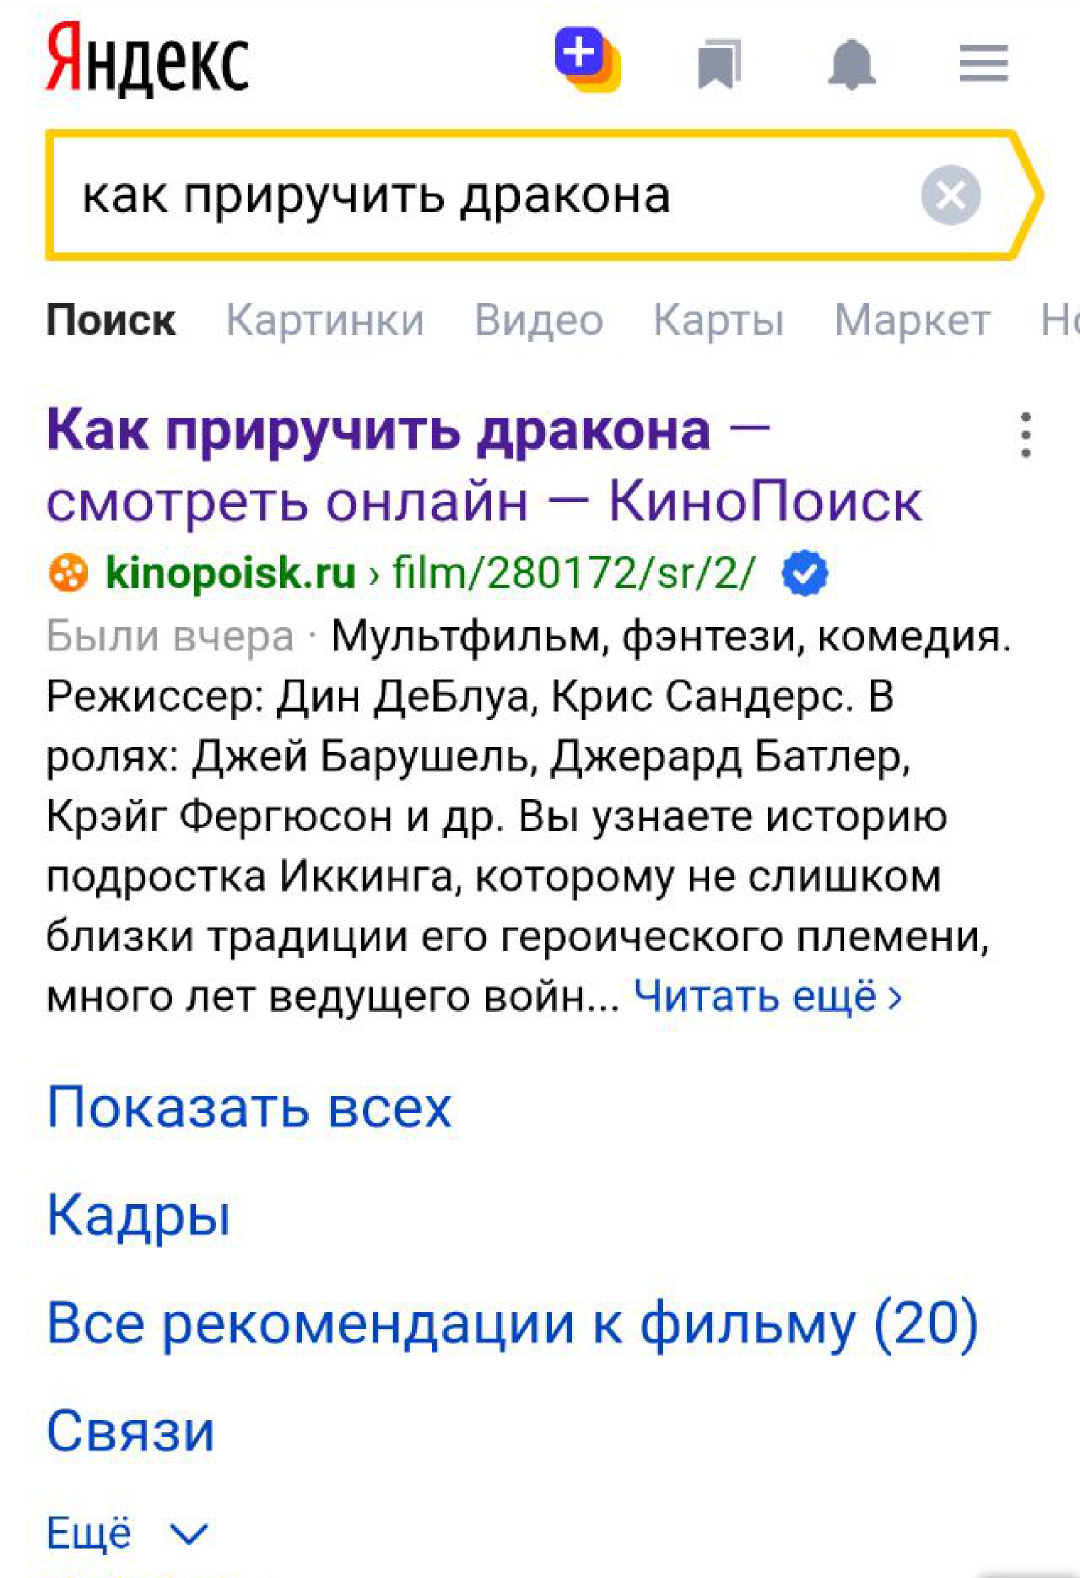 Яндекс
как приручить дракона
Поиск Картинки Видео Карты Маркет Но
Как приручить дракона —
смотреть онлайн — КиноПоиск
kinopoisk.ru › film/280172/sr/2/
Были вчера · Мультфильм, фэнтези, комедия.
Режиссер: Дин ДеБлуа, Крис Сандерс. В
ролях: Джей Барушель, Джерард Батлер,
Крэйг Фергюсон и др. Вы узнаете историю
подростка Иккинга, которому не слишком
близки традиции его героического племени,
много лет ведущего войн... Читать ещё ›
Показать всех
Кадры
Все рекомендации к фильму (20)
Связи
Ещё